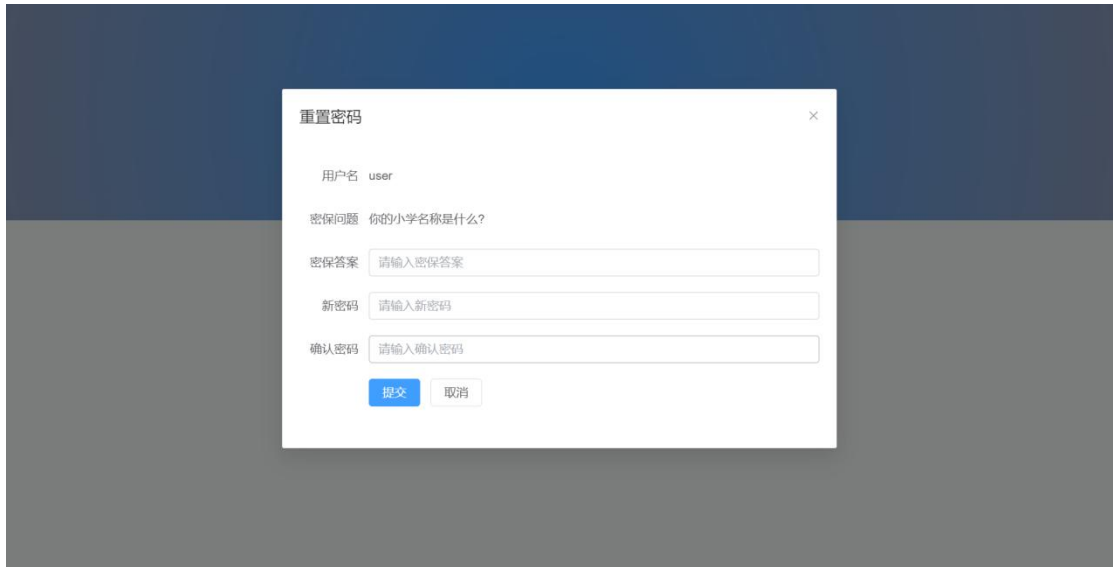 重置密码
用户名 user
密保问题 你的小学名称是什么?
密保答案 请输入密保答案
新密码 请输入新密码
确认密码 请输入确认密码
提交 取消